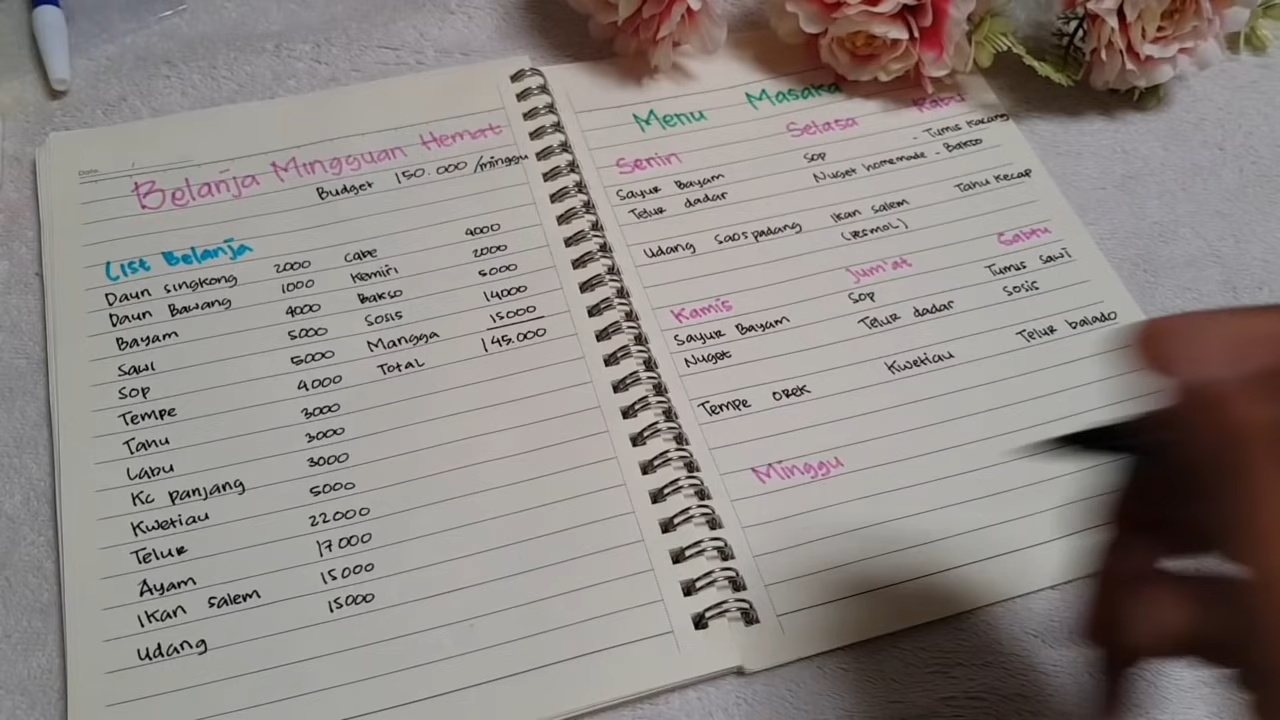 Belanja Mingguan Hemat
Budget 150.000 /minggu
List Belanja
Daun singkong 2000 cabe 4000
Daun Bawang 1000 Kemiri 2000
Bayam 4000 Bakso 5000
Sawi 5000 Sosis 14000
Sop 5000 Mangga 15000
Tempe 4000 Total 145.000
Tahu 3000
Labu 3000
Kc panjang 3000
Kwetiau 5000
Telur 22000
Ayam 17000
Ikan salem 15000
Udang 15000
Menu Masaka
Senin Selasa Rabu
Sayur Bayam Sop - Tumis kacang
Telur dadar Nuget homemade - Bakso
Udang saos padang Ikan salem Tahu kecap
(pesmol)
Kamis Jum'at Sabtu
Sayur Bayam Sop Tumis sawi
Nuget Telur dadar Sosis
Tempe orek Kwetiau Telur balado
Minggu